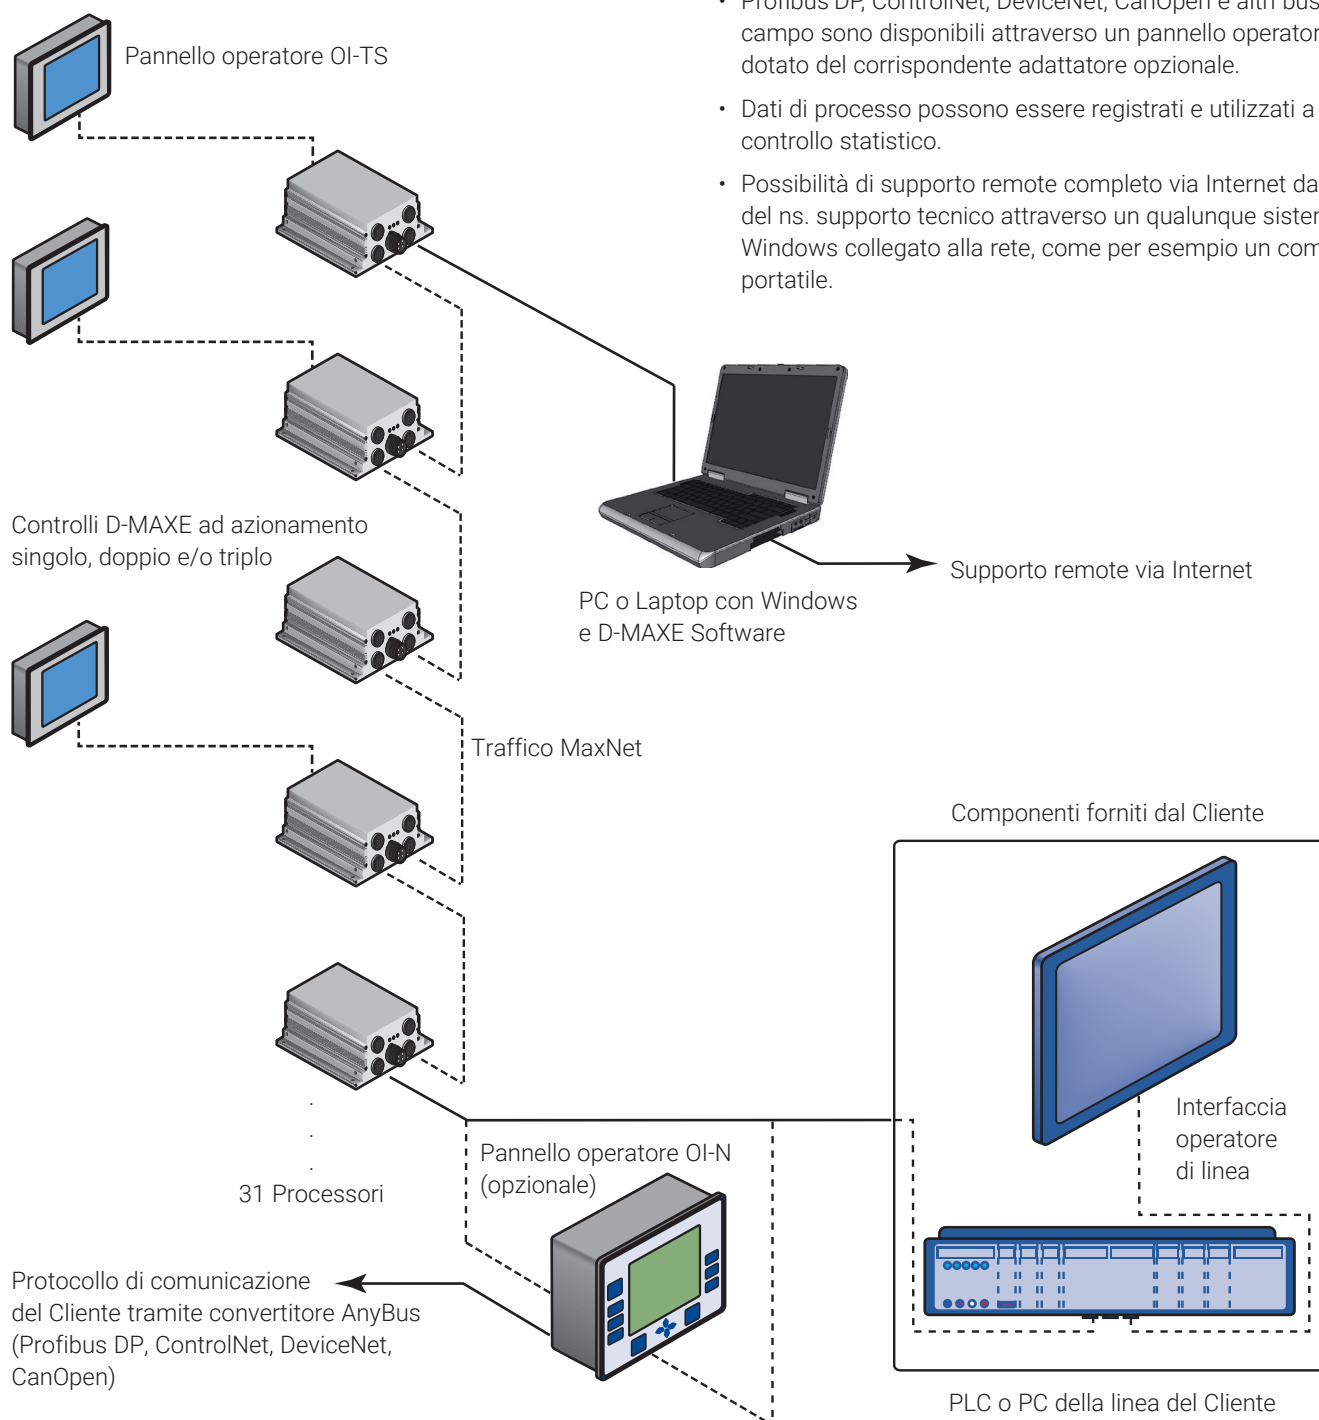 • Profibus DP, ControlNet, DeviceNet, CanOpen e altri bus
campo sono disponibili attraverso un pannello
dotato del corrispondente adattatore opzionale.
• Dati di processo possono essere registrati e utilizzati a
controllo statistico.
• Possibilità di supporto remote completo via Internet da
del ns. supporto tecnico attraverso un qualunque
Windows collegato alla rete, come per esempio un
portatile.
Pannello operatore OI-TS
Controlli D-MAXE ad azionamento
singolo, doppio e/o triplo
Supporto remote via Internet
PC o Laptop con Windows
e D-MAXE Software
Traffico MaxNet
Componenti forniti dal Cliente
Interfaccia
operatore
di linea
Pannello operatore OI-N
(opzionale)
.
.
.
31 Processori
Protocollo di comunicazione
del Cliente tramite convertitore AnyBus
(Profibus DP, ControlNet, DeviceNet,
CanOpen)
PLC o PC della linea del Cliente